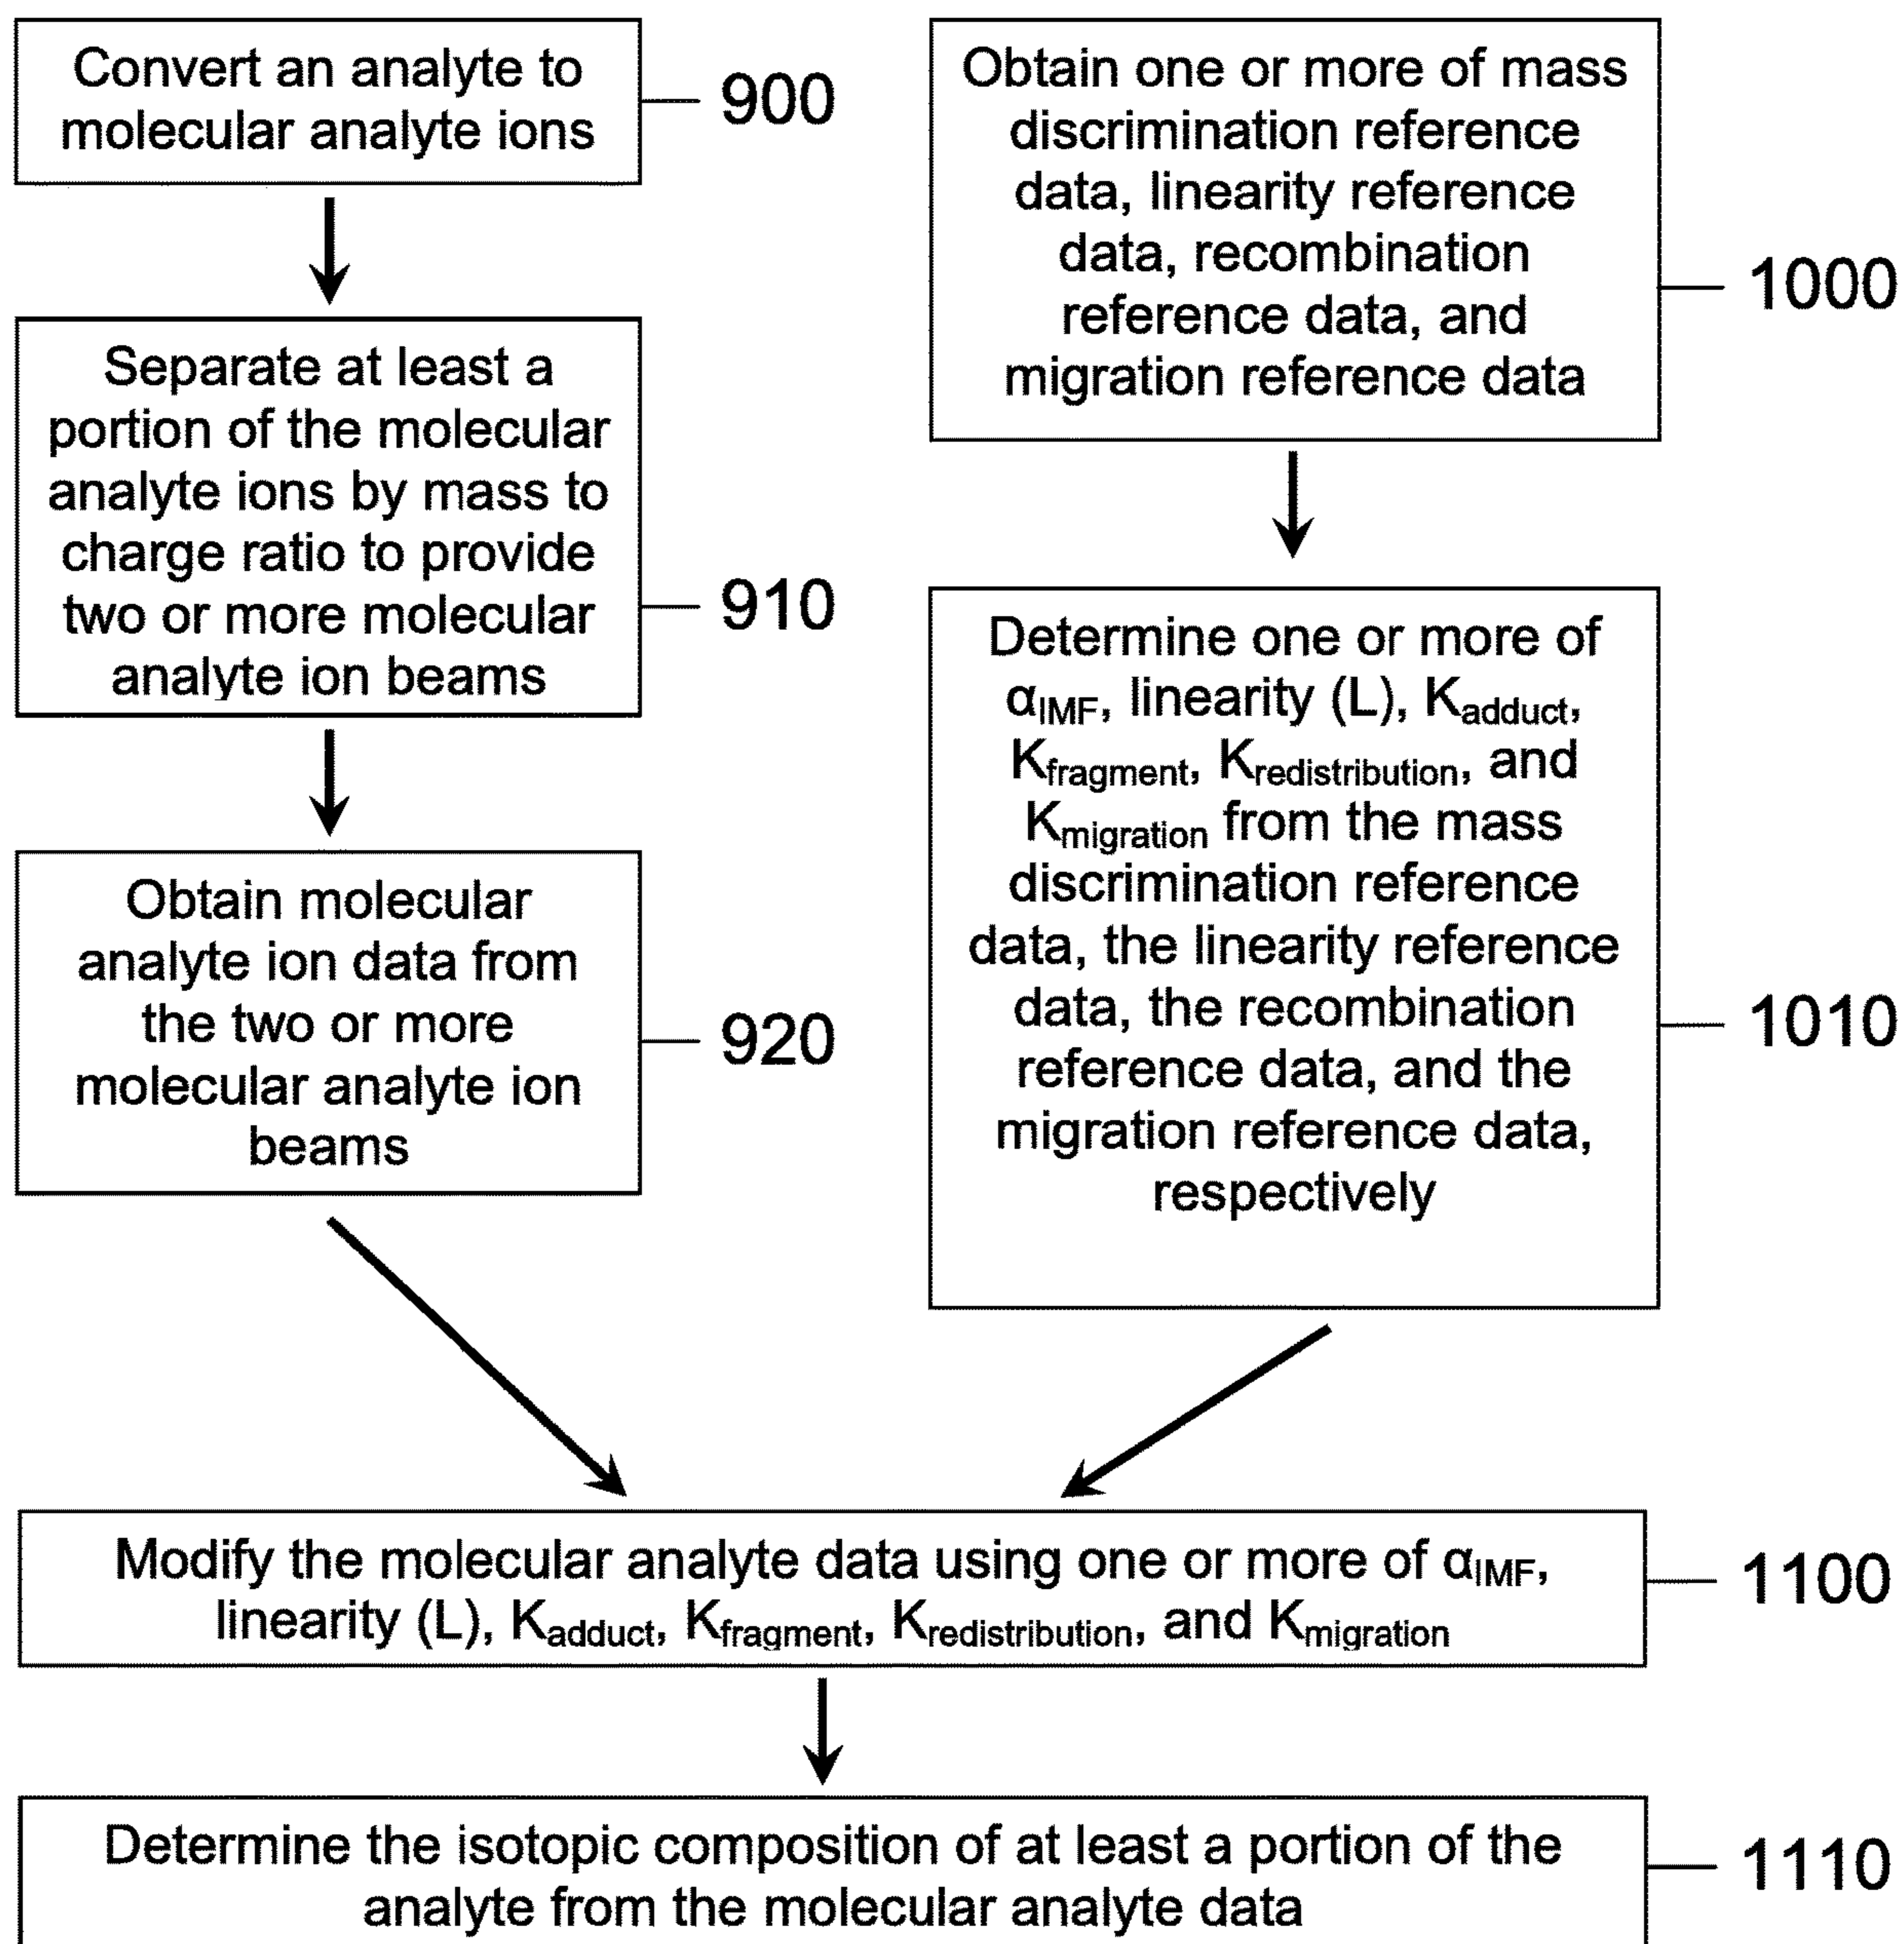 Convert an analyte to
molecular analyte ions
900
Separate at least a
portion of the molecular
analyte ions by mass to
charge ratio to provide
two or more molecular
analyte ion beams
910
Obtain molecular
analyte ion data from
the two or more
molecular analyte ion
beams
920
Obtain one or more of mass
discrimination reference
data, linearity reference
data, recombination
reference data, and
migration reference data
1000
Determine one or more of
αIMF, linearity (L), Kadduct,
Kfragment, Kredistribution, and
Kmigration from the mass
discrimination reference
data, the linearity reference
data, the recombination
reference data, and the
migration reference data,
respectively
1010
Modify the molecular analyte data using one or more of αIMF,
linearity (L), Kadduct, Kfragment, Kredistribution, and Kmigration
1100
Determine the isotopic composition of at least a portion of the
analyte from the molecular analyte data
1110